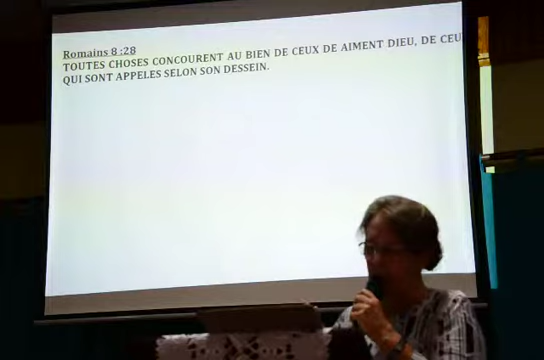 Romains 8 :28
TOUTES CHOSES CONCOURENT AU BIEN DE CEUX DE AIMENT DIEU, DE CEU
QUI SONT APPELES SELON SON DESSEIN.